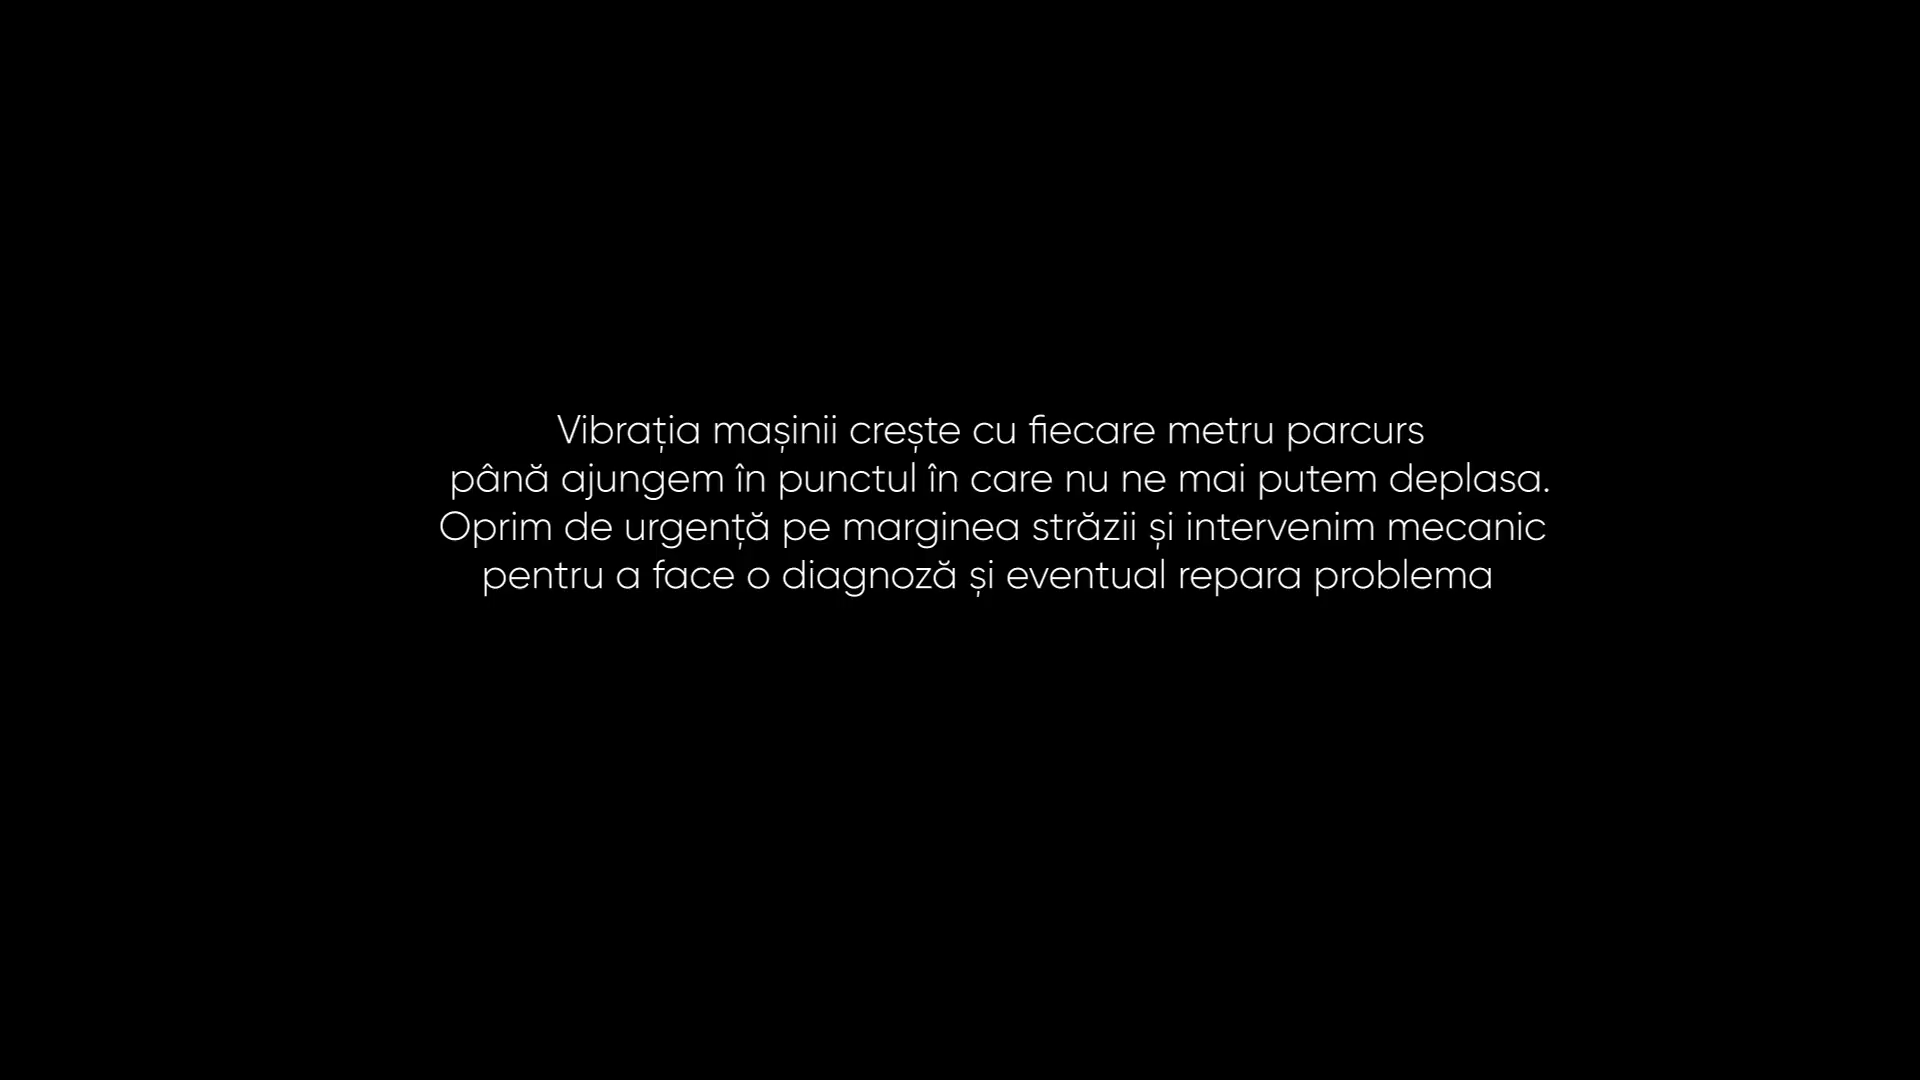 Vibrația mașinii crește cu fiecare metru parcurs
până ajungem în punctul în care nu ne mai putem deplasa.
Oprim de urgență pe marginea străzii și intervenim mecanic
pentru a face o diagnoză și eventual repara problema